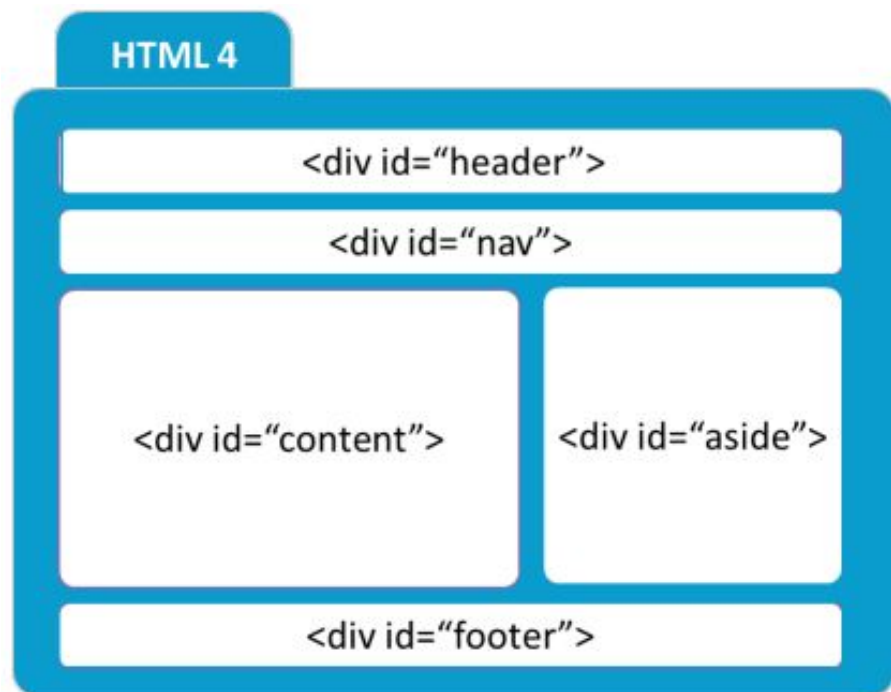 HTML 4
<div id=“header”>
<div id=“nav”>
<div id=“content”>
<div id=“aside”>
<div id=“footer”>